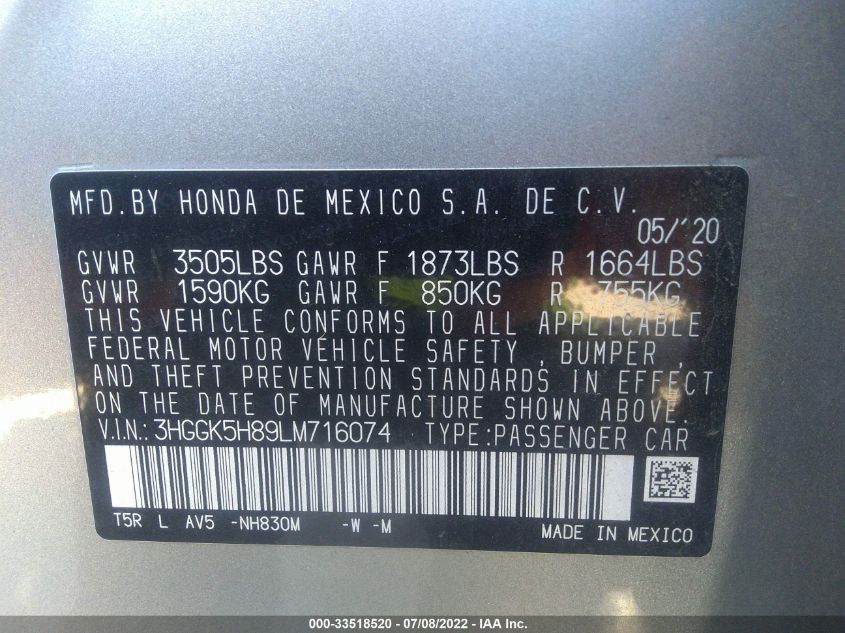 MFD.BY HONDA DE MEXICO S.A. DE C.V.
05/'20
GVWR 3505LBS GAWR F 1873LBS R 1664LBS
GVWR 1590KG GAWR F 850KG R 755KG
THIS VEHICLE CONFORMS TO ALL APPLICABLE
FEDERAL MOTOR VEHICLE SAFETY , BUMPER ,
AND THEFT PREVENTION STANDARDS IN EFFECT
ON THE DATE OF MANUFACTURE SHOWN ABOVE.
V.I.N.: 3HGGK5H89LM716074 TYPE:PASSENGER CAR
T5R L AV5 -NH830M -W -M
MADE IN MEXICO
000-33518520 - 07/08/2022 - IAA Inc.